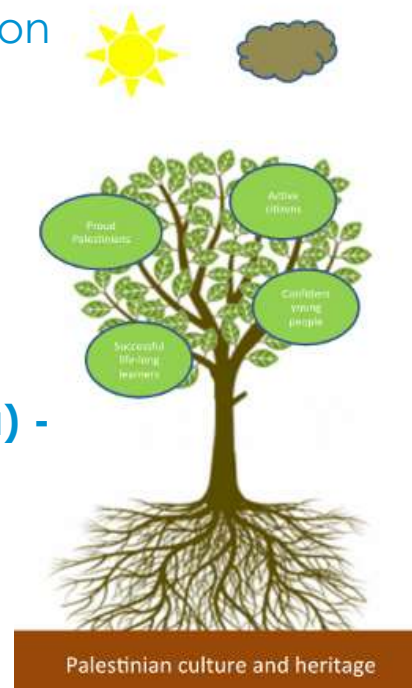 on
Active
citizens
Proud
Palestinians
Confident
young
people
Successful
life-long
learners
) -
Palestinian culture and heritage